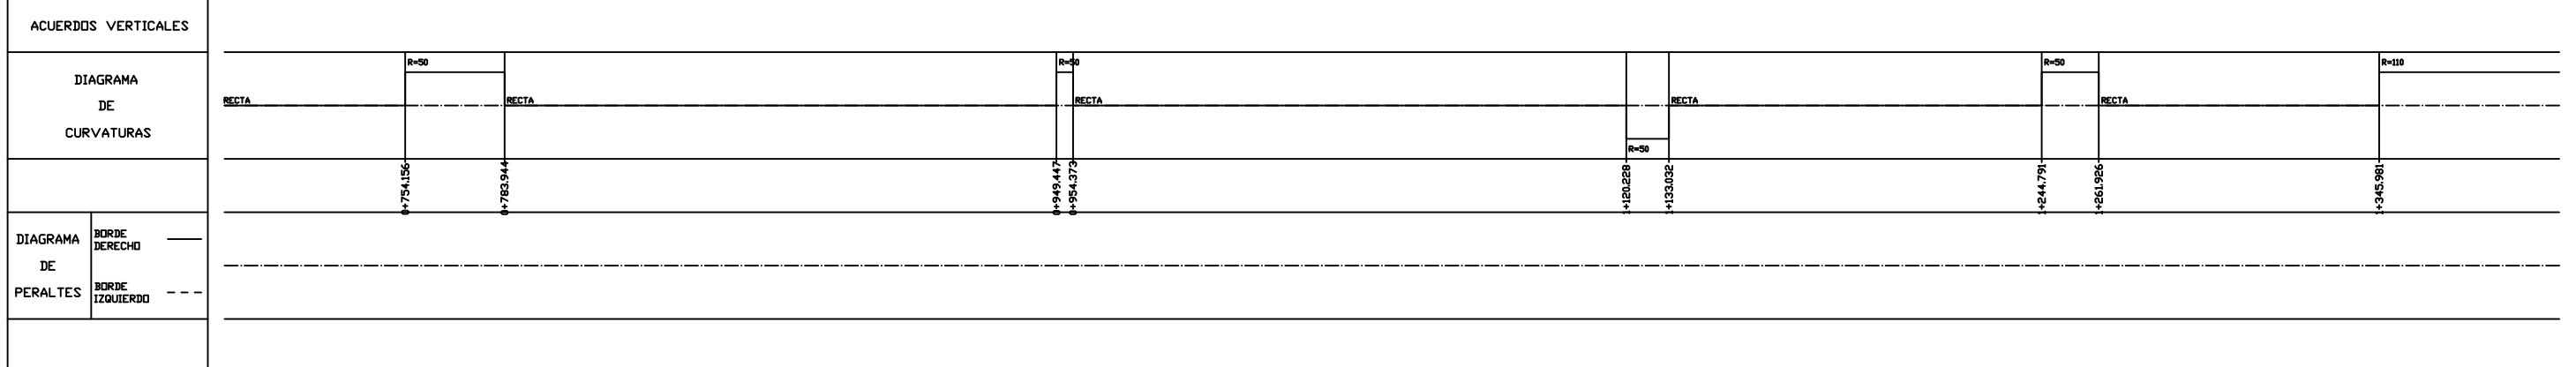 ACUERDOS VERTICALES
DIAGRAMA
DE
CURVATURAS
RECTA
R=50
RECTA
R=50
RECTA
R=50
RECTA
R=50
RECTA
R=110
0+754.156
0+783.944
0+949.447
0+954.373
1+120.228
1+133.032
1+244.791
1+261.926
1+345.981
DIAGRAMA
DE
PERALTES
BORDE
DERECHO
BORDE
IZQUIERDO